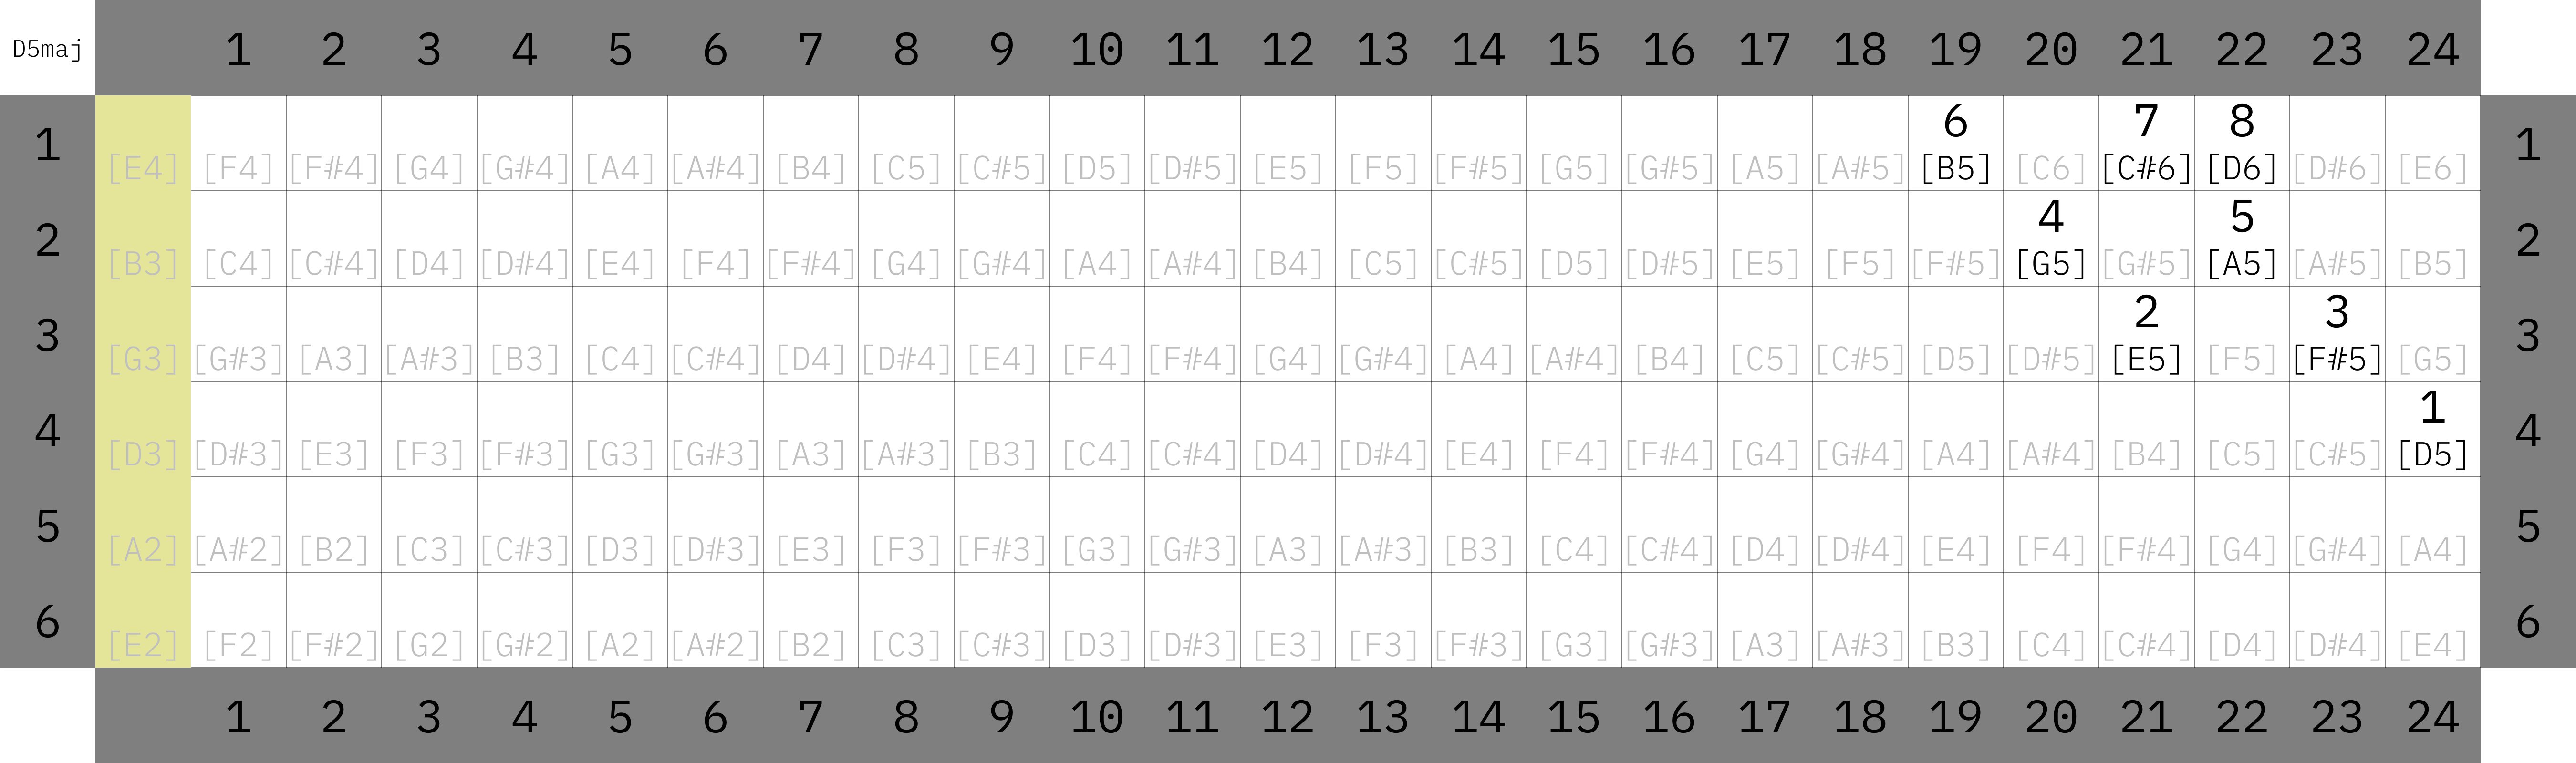 D5maj 1 2 3 4 5 6 7 8 9 10 11 12 13 14 15 16 17 18 19 20 21 22 23 24
6 7 8
1 [E4] [F4] [F#4] [G4] [G#4] [A4] [A#4] [B4] [C5] [C#5] [D5] [D#5] [E5] [F5] [F#5] [G5] [G#5] [A5] [A#5] [B5] [C6] [C#6] [D6] [D#6] [E6] 1
4 5
2 [B3] [C4] [C#4] [D4] [D#4] [E4] [F4] [F#4] [G4] [G#4] [A4] [A#4] [B4] [C5] [C#5] [D5] [D#5] [E5] [F5] [F#5] [G5] [G#5] [A5] [A#5] [B5] 2
2 3
3 [G3] [G#3] [A3] [A#3] [B3] [C4] [C#4] [D4] [D#4] [E4] [F4] [F#4] [G4] [G#4] [A4] [A#4] [B4] [C5] [C#5] [D5] [D#5] [E5] [F5] [F#5] [G5] 3
1
4 [D3] [D#3] [E3] [F3] [F#3] [G3] [G#3] [A3] [A#3] [B3] [C4] [C#4] [D4] [D#4] [E4] [F4] [F#4] [G4] [G#4] [A4] [A#4] [B4] [C5] [C#5] [D5] 4
5 [A2] [A#2] [B2] [C3] [C#3] [D3] [D#3] [E3] [F3] [F#3] [G3] [G#3] [A3] [A#3] [B3] [C4] [C#4] [D4] [D#4] [E4] [F4] [F#4] [G4] [G#4] [A4] 5
6 [E2] [F2] [F#2] [G2] [G#2] [A2] [A#2] [B2] [C3] [C#3] [D3] [D#3] [E3] [F3] [F#3] [G3] [G#3] [A3] [A#3] [B3] [C4] [C#4] [D4] [D#4] [E4] 6
1 2 3 4 5 6 7 8 9 10 11 12 13 14 15 16 17 18 19 20 21 22 23 24